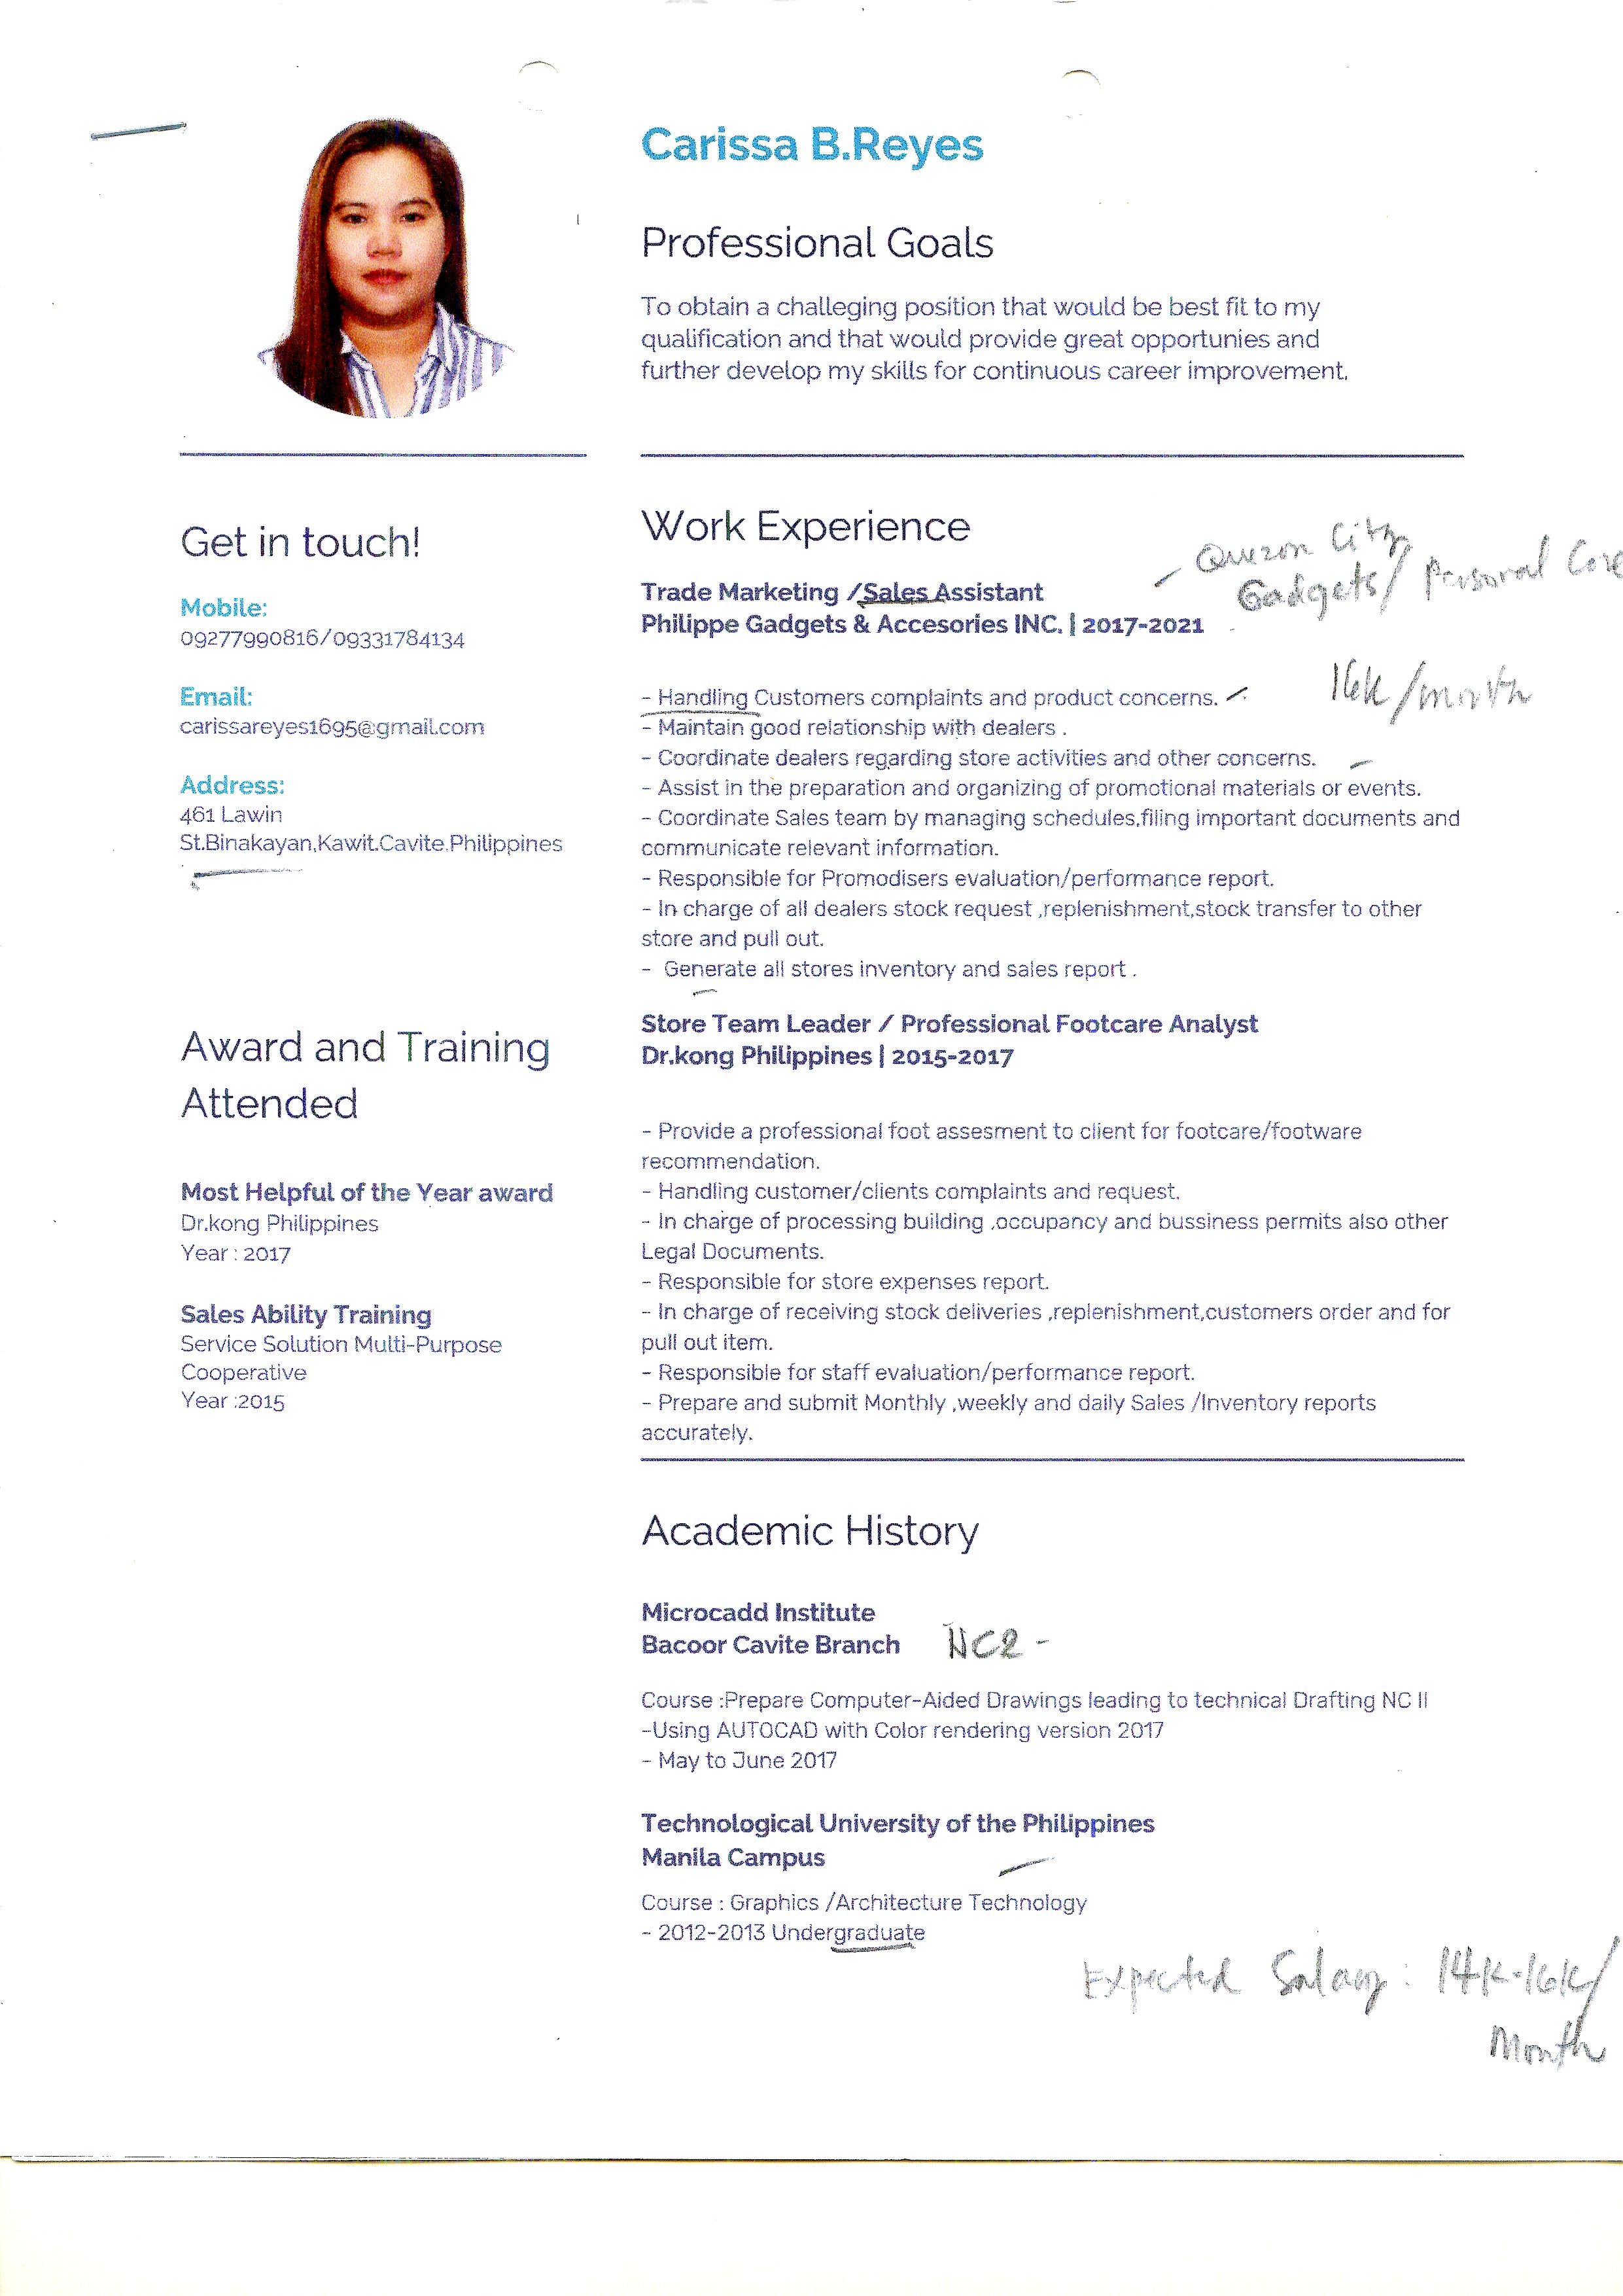 Carissa B.Reyes
Professional Goals
To obtain a challeging position that would be best fit to my
qualification and that would provide great opportunies and
further develop my skills for continuous career improvement.
Get in touch!
Mobile:
09277990816/09331784134
Email:
carissareyes1695@gmail.com
Address:
461 Lawin
St.Binakayan,Kawit.Cavite.Philippines
Award and Training
Attended
Most Helpful of the Year award
Dr.kong Philippines
Year : 2017
Sales Ability Training
Service Solution Multi-Purpose
Cooperative
Year :2015
Work Experience
- Quezon City
Gadgets/ Personal Care
Trade Marketing /Sales Assistant
Philippe Gadgets & Accesories INC. | 2017-2021
16k/month
- Handling Customers complaints and product concerns.
- Maintain good relationship with dealers .
- Coordinate dealers regarding store activities and other concerns.
- Assist in the preparation and organizing of promotional materials or events.
- Coordinate Sales team by managing schedules,filing important documents and
communicate relevant information.
- Responsible for Promodisers evaluation/performance report.
- In charge of all dealers stock request ,replenishment,stock transfer to other
store and pull out.
- Generate all stores inventory and sales report .
Store Team Leader / Professional Footcare Analyst
Dr.kong Philippines | 2015-2017
- Provide a professional foot assesment to client for footcare/footware
recommendation.
- Handling customer/clients complaints and request.
- In charge of processing building ,occupancy and bussiness permits also other
Legal Documents.
- Responsible for store expenses report.
- In charge of receiving stock deliveries ,replenishment,customers order and for
pull out item.
- Responsible for staff evaluation/performance report.
- Prepare and submit Monthly ,weekly and daily Sales /Inventory reports
accurately.
Academic History
Microcadd Institute
Bacoor Cavite Branch NC2 -
Course :Prepare Computer-Aided Drawings leading to technical Drafting NC II
-Using AUTOCAD with Color rendering version 2017
- May to June 2017
Technological University of the Philippines
Manila Campus
Course : Graphics /Architecture Technology
- 2012-2013 Undergraduate
Expected Salary : 14k-16k/
Month